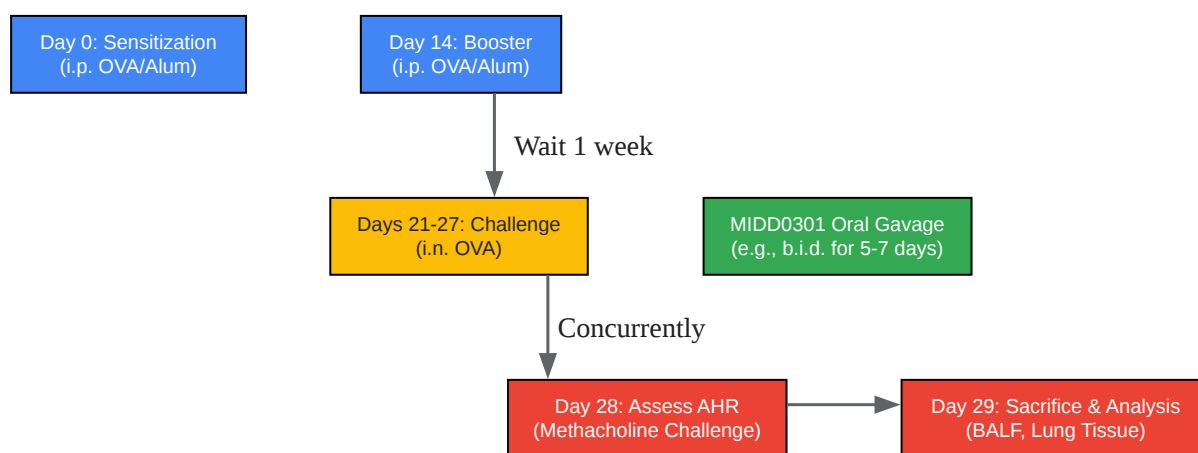 Day 0: Sensitization
(i.p. OVA/Alum)
Day 14: Booster
(i.p. OVA/Alum)
Wait 1 week
Days 21-27: Challenge
(i.n. OVA)
MIDD0301 Oral Gavage
(e.g., b.i.d. for 5-7 days)
Concurrently
Day 28: Assess AHR
(Methacholine Challenge)
Day 29: Sacrifice & Analysis
(BALF, Lung Tissue)